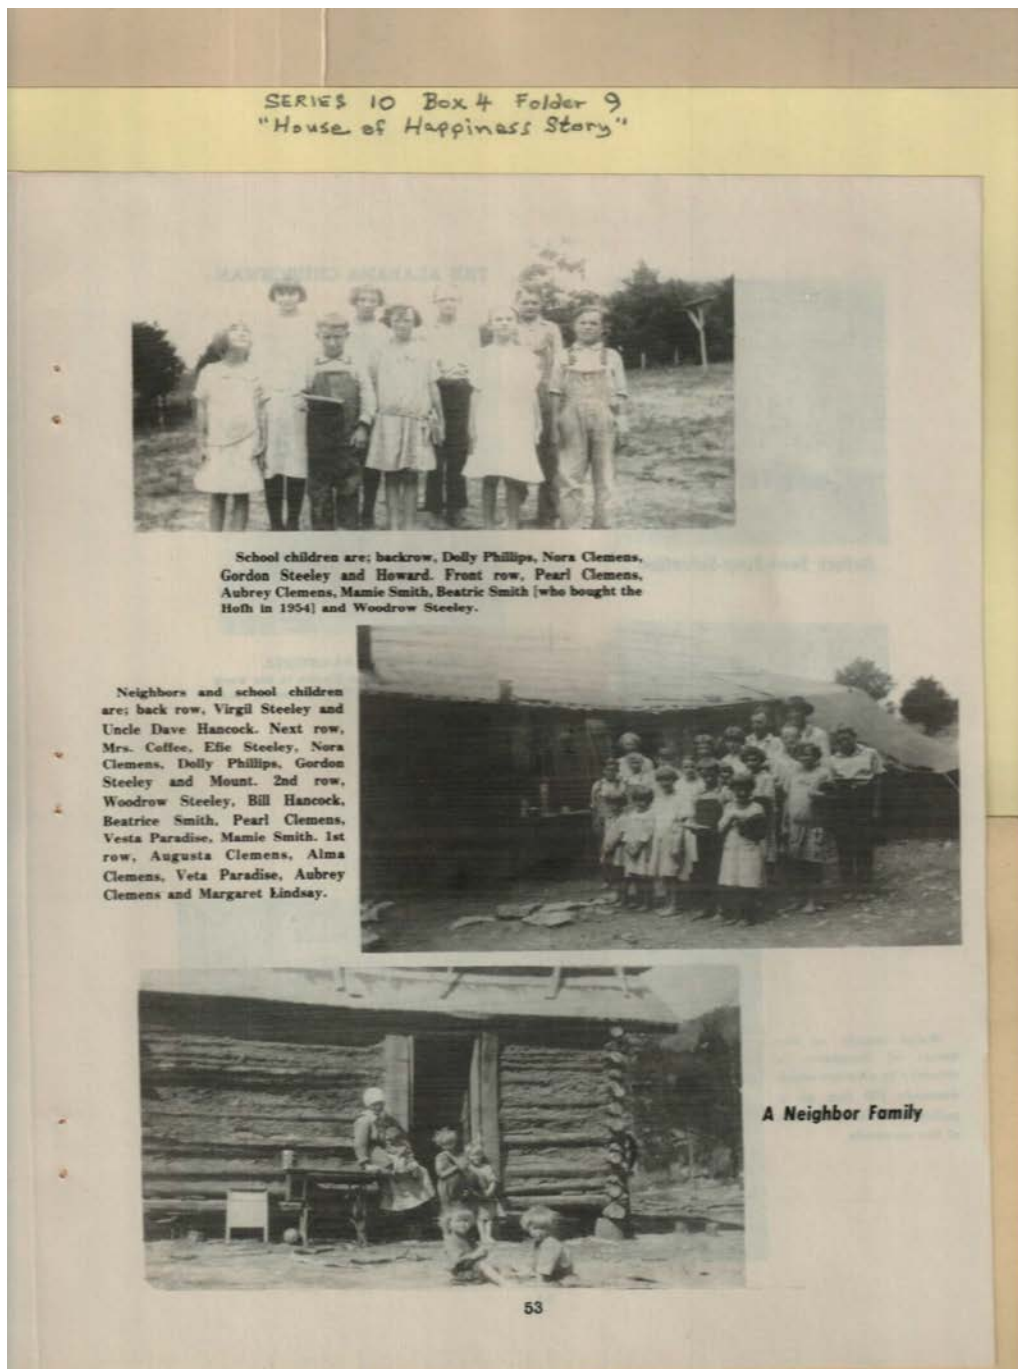 SERIES 10 Box 4 Folder 9
"House of Happiness Story"
School children are; backrow, Dolly Phillips, Nora Clemens,
Gordon Steeley and Howard. Front row, Pearl Clemens,
Aubrey Clemens, Mamie Smith, Beatric Smith [who bought the
Hofh in 1954] and Woodrow Steeley.
Neighbors and school children
are; back row, Virgil Steeley and
Uncle Dave Hancock. Next row,
Mrs. Coffee, Efie Steeley, Nora
Clemens, Dolly Phillips, Gordon
Steeley and Mount. 2nd row,
Woodrow Steeley, Bill Hancock,
Beatrice Smith, Pearl Clemens,
Vesta Paradise, Mamie Smith. 1st
row, Augusta Clemens, Alma
Clemens, Veta Paradise, Aubrey
Clemens and Margaret Lindsay.
A Neighbor Family
53